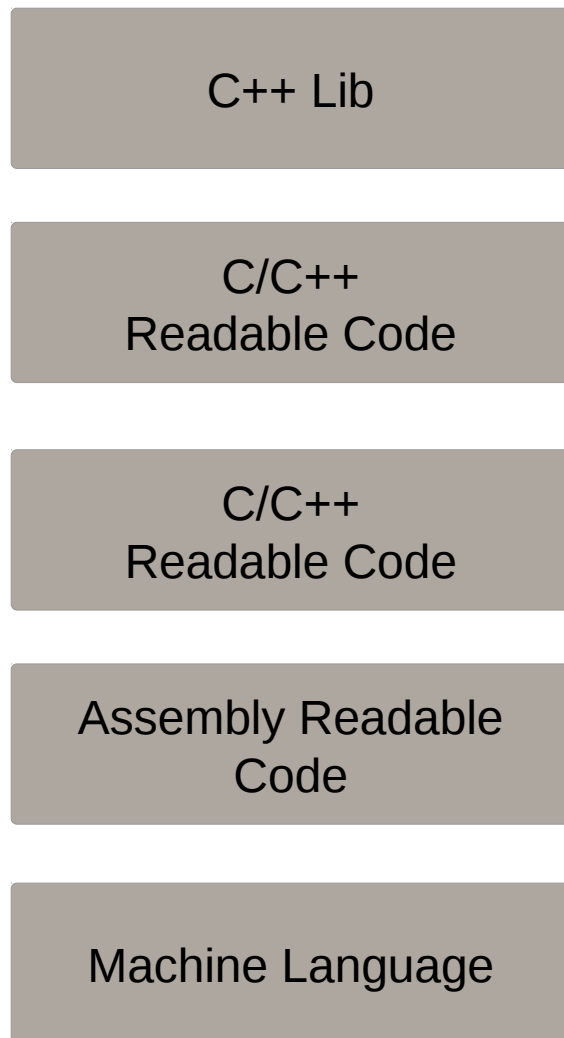 C++ Lib
C/C++
Readable Code
C/C++
Readable Code
Assembly Readable
Code
Machine Language